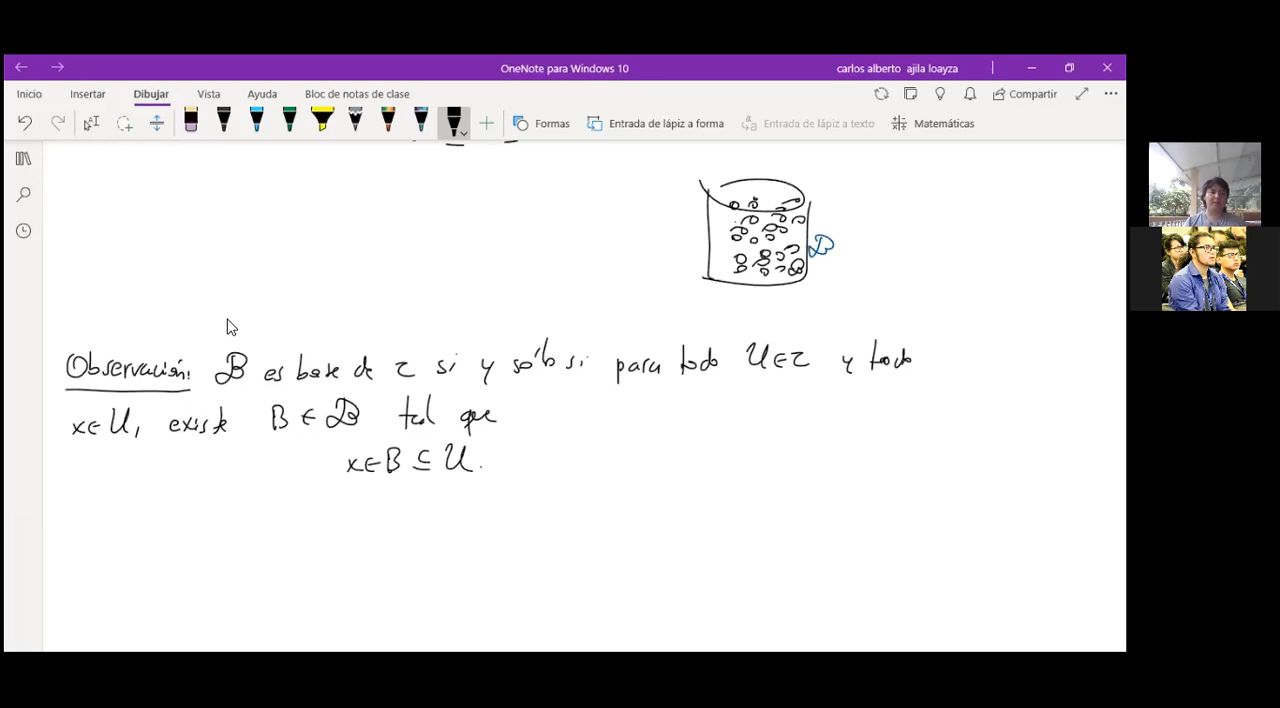 OneNote para Windows 10
carlos alberto ajila loayza
Inicio Insertar Dibujar Vista Ayuda Bloc de notas de clase
Compartir
Formas Entrada de lápiz a forma Entrada de lápiz a texto Matemáticas
ℬ
Observación: ℬ es base de τ si y sólo si para todo U∈τ y todo
x∈U, existe B∈ℬ tal que
x∈B⊆U.